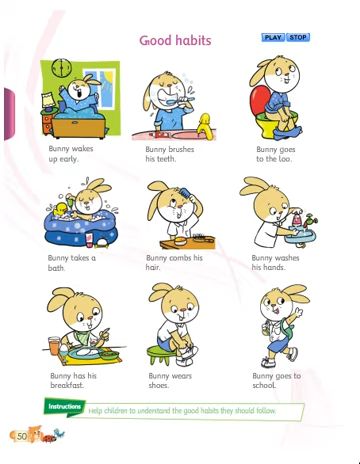 Good habits
PLAY STOP
Bunny wakes
up early.
Bunny brushes
his teeth.
Bunny goes
to the loo.
Bunny takes a
bath.
Bunny combs his
hair.
Bunny washes
his hands.
Bunny has his
breakfast.
Bunny wears
shoes.
Bunny goes to
school.
Instructions
Help children to understand the good habits they should follow.
50